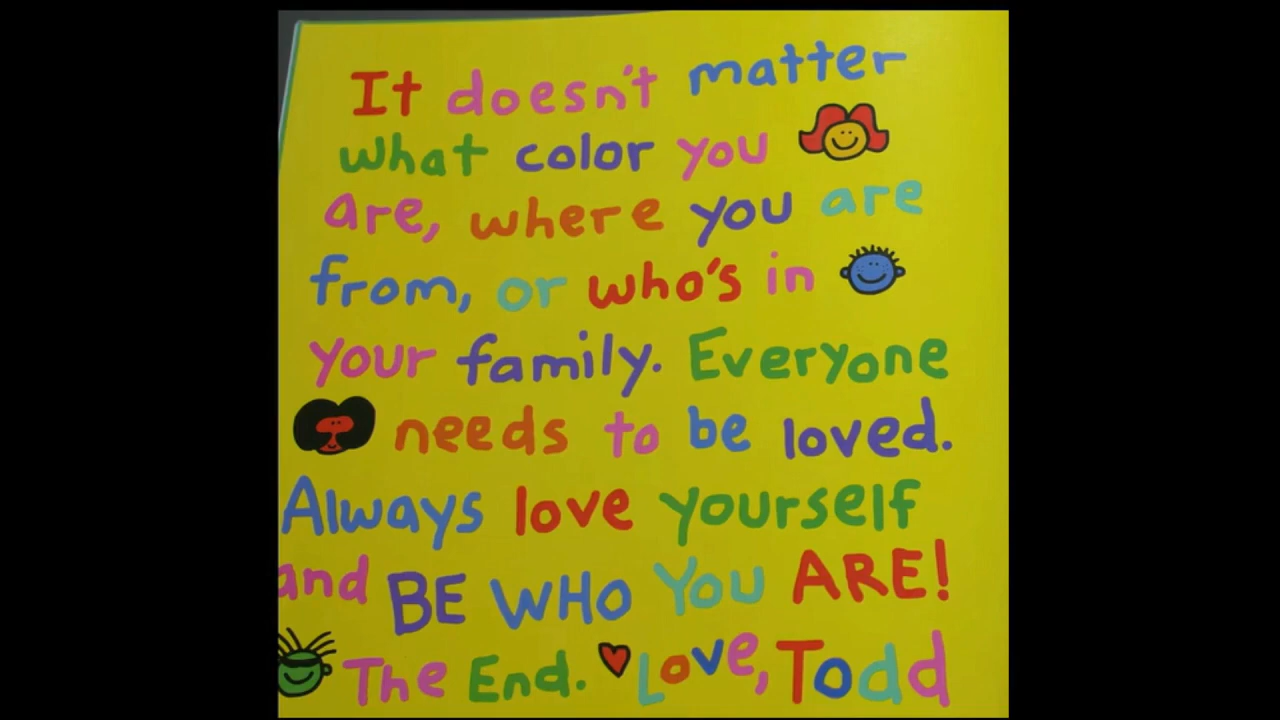 It doesn't matter
what color you
are, where you are
from, or who's in
your family. Everyone
needs to be loved.
Always love yourself
and BE WHO YOU ARE!
The End. Love, Todd